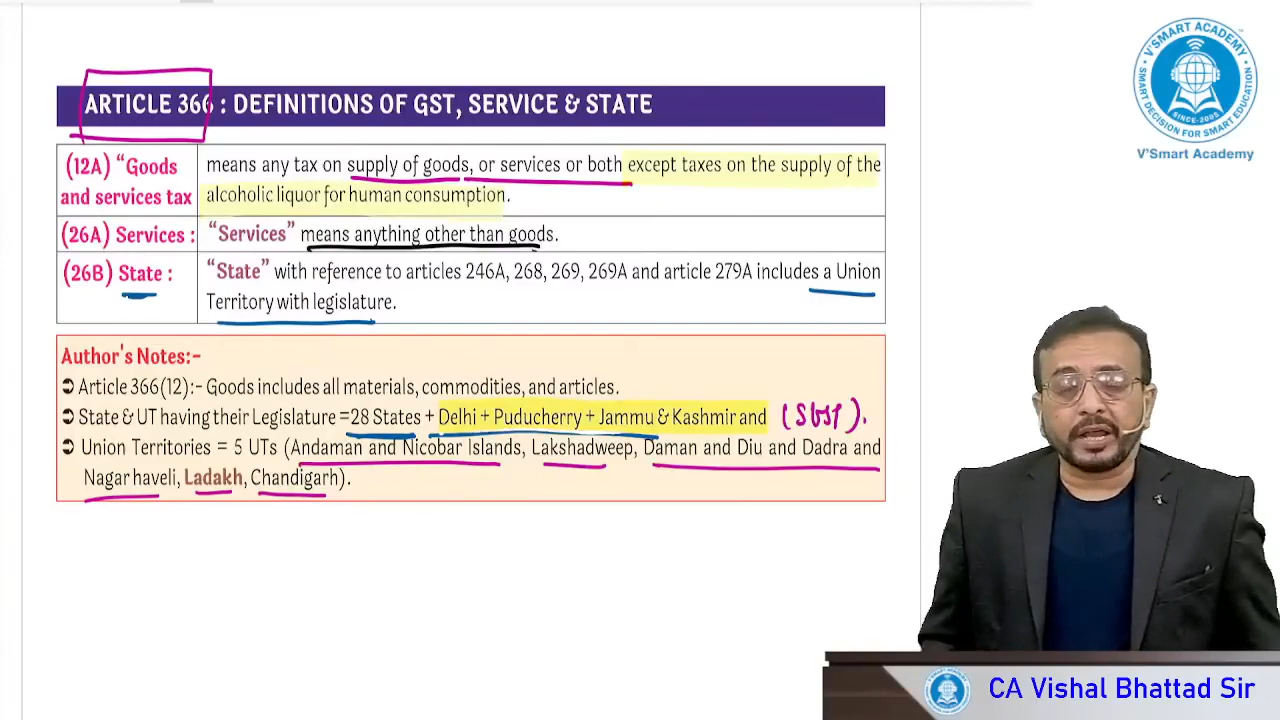 ARTICLE 366 : DEFINITIONS OF GST, SERVICE & STATE
(12A) “Goods and services tax
means any tax on supply of goods, or services or both except taxes on the supply of the
alcoholic liquor for human consumption.
(26A) Services :
“Services” means anything other than goods.
(26B) State :
“State” with reference to articles 246A, 268, 269, 269A and article 279A includes a Union
Territory with legislature.
Author's Notes:-
➲ Article 366(12):- Goods includes all materials, commodities, and articles.
➲ State & UT having their Legislature =28 States + Delhi + Puducherry + Jammu & Kashmir and (SGST).
➲ Union Territories = 5 UTs (Andaman and Nicobar Islands, Lakshadweep, Daman and Diu and Dadra and
Nagar haveli, Ladakh, Chandigarh).
V'SMART ACADEMY
SMART DECISION FOR SMART EDUCATION
SINCE-2005
V'Smart Academy
CA Vishal Bhattad Sir